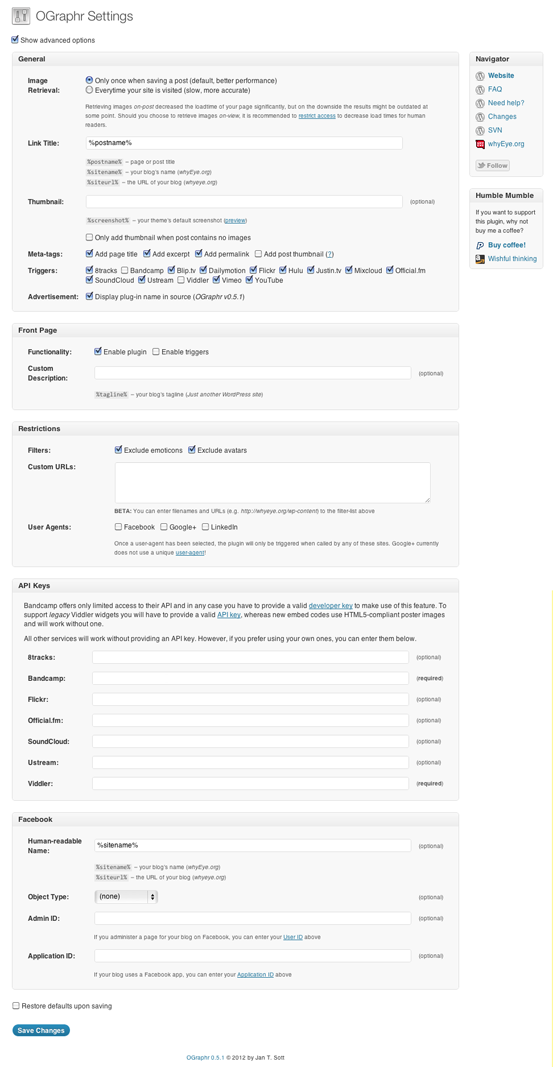 OGraphr Settings
Show advanced options
General
Image Retrieval:
Only once when saving a post (default, better performance)
Everytime your site is visited (slow, more accurate)
Retrieving images on-post decreased the loadtime of your page significantly, but on the downside the results might be outdated at
some point. Should you choose to retrieve images on-view, it is recommended to restrict access to decrease load times for human
readers.
Link Title:
%postname%
%postname% – page or post title
%sitename% – your blog's name (whyEye.org)
%siteurl% – the URL of your blog (whyeye.org)
Thumbnail:
(optional)
%screenshot% – your theme's default screenshot (preview)
Only add thumbnail when post contains no images
Meta-tags: Add page title Add excerpt Add permalink Add post thumbnail (?)
Triggers: 8tracks Bandcamp Blip.tv Dailymotion Flickr Hulu Justin.tv Mixcloud Official.fm
SoundCloud Ustream Viddler Vimeo YouTube
Advertisement: Display plug-in name in source (OGraphr v0.5.1)
Front Page
Functionality: Enable plugin Enable triggers
Custom Description:
(optional)
%tagline% – your blog's tagline (Just another WordPress site)
Restrictions
Filters: Exclude emoticons Exclude avatars
Custom URLs:
BETA: You can enter filenames and URLs (e.g. http://whyeye.org/wp-content) to the filter-list above
User Agents: Facebook Google+ LinkedIn
Once a user-agent has been selected, the plugin will only be triggered when called by any of these sites. Google+ currently
does not use a unique user-agent!
API Keys
Bandcamp offers only limited access to their API and in any case you have to provide a valid developer key to make use of this feature. To
support legacy Viddler widgets you will have to provide a valid API key, whereas new embed codes use HTML5-compliant poster images
and will work without one.
All other services will work without providing an API key. However, if you prefer using your own ones, you can enter them below.
8tracks: (optional)
Bandcamp: (required)
Flickr: (optional)
Official.fm: (optional)
SoundCloud: (optional)
Ustream: (optional)
Viddler: (required)
Facebook
Human-readable Name:
%sitename%
(optional)
%sitename% – your blog's name (whyEye.org)
%siteurl% – the URL of your blog (whyeye.org)
Object Type: (none) (optional)
Admin ID: (optional)
If you administer a page for your blog on Facebook, you can enter your User ID above
Application ID: (optional)
If your blog uses a Facebook app, you can enter your Application ID above
Restore defaults upon saving
Save Changes
OGraphr 0.5.1 © 2012 by Jan T. Sott
Navigator
Website
FAQ
Need help?
Changes
SVN
whyEye.org
Follow
Humble Mumble
If you want to support
this plugin, why not
buy me a coffee?
Buy coffee!
Wishful thinking